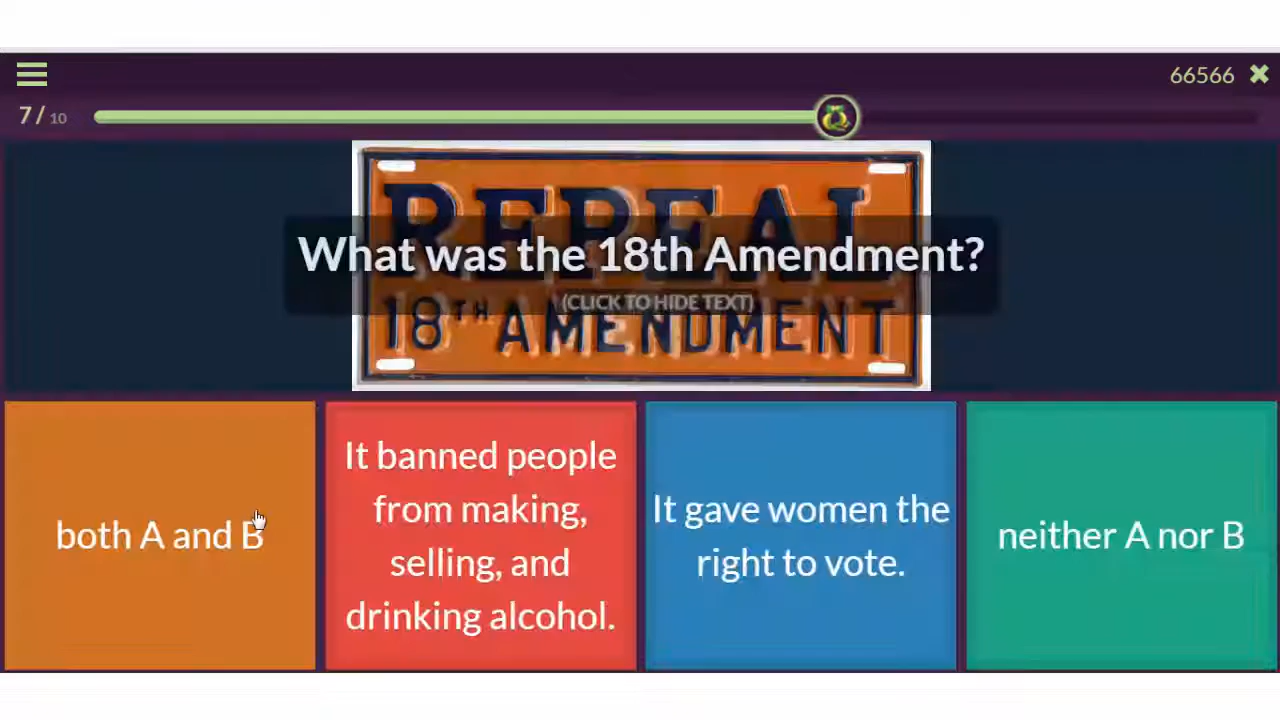 66566
7 / 10
REPEAL
What was the 18th Amendment?
(CLICK TO HIDE TEXT)
18TH AMENDMENT
both A and B
It banned people
from making,
selling, and
drinking alcohol.
It gave women the
right to vote.
neither A nor B